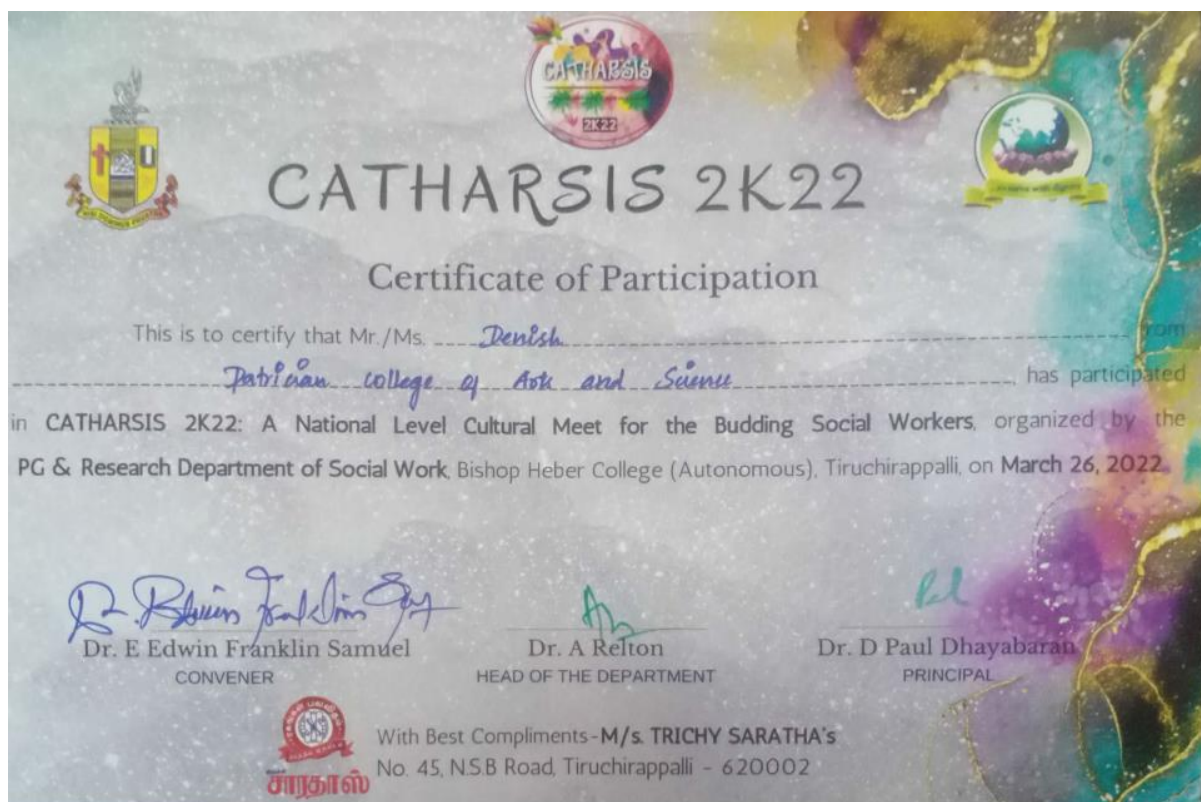 CATHARSIS
2K22
CATHARSIS 2K22
Certificate of Participation
This is to certify that Mr./Ms. Denish from
Patrician college of Arts and Science, has participated
in CATHARSIS 2K22: A National Level Cultural Meet for the Budding Social Workers, organized by the
PG & Research Department of Social Work, Bishop Heber College (Autonomous), Tiruchirappalli, on March 26, 2022.
Dr. E Edwin Franklin Samuel
CONVENER
Dr. A Relton
HEAD OF THE DEPARTMENT
Dr. D Paul Dhayabaran
PRINCIPAL
சாரதாஸ்
With Best Compliments-M/s. TRICHY SARATHA's
No. 45, N.S.B Road, Tiruchirappalli - 620002